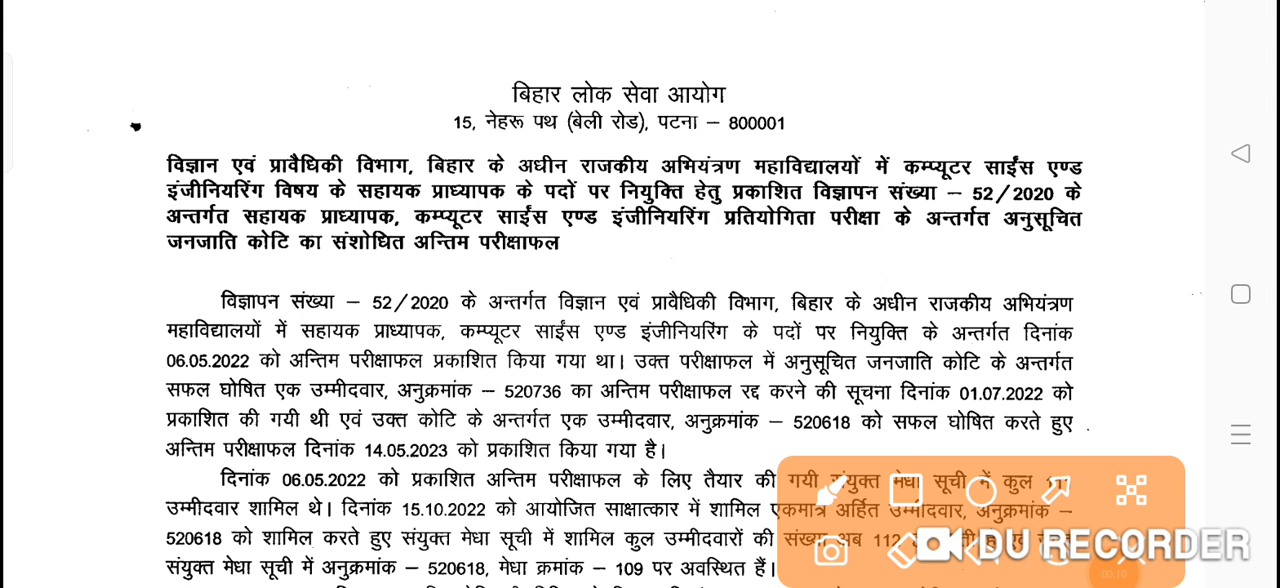 बिहार लोक सेवा आयोग
15, नेहरू पथ (बेली रोड), पटना – 800001
विज्ञान एवं प्रावैधिकी विभाग, बिहार के अधीन राजकीय अभियंत्रण महाविद्यालयों में कम्प्यूटर साईंस एण्ड
इंजीनियरिंग विषय के सहायक प्राध्यापक के पदों पर नियुक्ति हेतु प्रकाशित विज्ञापन संख्या – 52/2020 के
अन्तर्गत सहायक प्राध्यापक, कम्प्यूटर साईंस एण्ड इंजीनियरिंग प्रतियोगिता परीक्षा के अन्तर्गत अनुसूचित
जनजाति कोटि का संशोधित अन्तिम परीक्षाफल
विज्ञापन संख्या – 52/2020 के अन्तर्गत विज्ञान एवं प्रावैधिकी विभाग, बिहार के अधीन राजकीय अभियंत्रण
महाविद्यालयों में सहायक प्राध्यापक, कम्प्यूटर साईंस एण्ड इंजीनियरिंग के पदों पर नियुक्ति के अन्तर्गत दिनांक
06.05.2022 को अन्तिम परीक्षाफल प्रकाशित किया गया था। उक्त परीक्षाफल में अनुसूचित जनजाति कोटि के अन्तर्गत
सफल घोषित एक उम्मीदवार, अनुक्रमांक – 520736 का अन्तिम परीक्षाफल रद्द करने की सूचना दिनांक 01.07.2022 को
प्रकाशित की गयी थी एवं उक्त कोटि के अन्तर्गत एक उम्मीदवार, अनुक्रमांक – 520618 को सफल घोषित करते हुए
अन्तिम परीक्षाफल दिनांक 14.05.2023 को प्रकाशित किया गया है।
दिनांक 06.05.2022 को प्रकाशित अन्तिम परीक्षाफल के लिए तैयार की गयी संयुक्त मेधा सूची में कुल
उम्मीदवार शामिल थे। दिनांक 15.10.2022 को आयोजित साक्षात्कार में शामिल एकमात्र अर्हित उम्मीदवार, अनुक्रमांक –
520618 को शामिल करते हुए संयुक्त मेधा सूची में शामिल कुल उम्मीदवारों की संख्या अब 112
संयुक्त मेधा सूची में अनुक्रमांक – 520618, मेधा क्रमांक – 109 पर अवस्थित हैं।
DU RECORDER
00:10